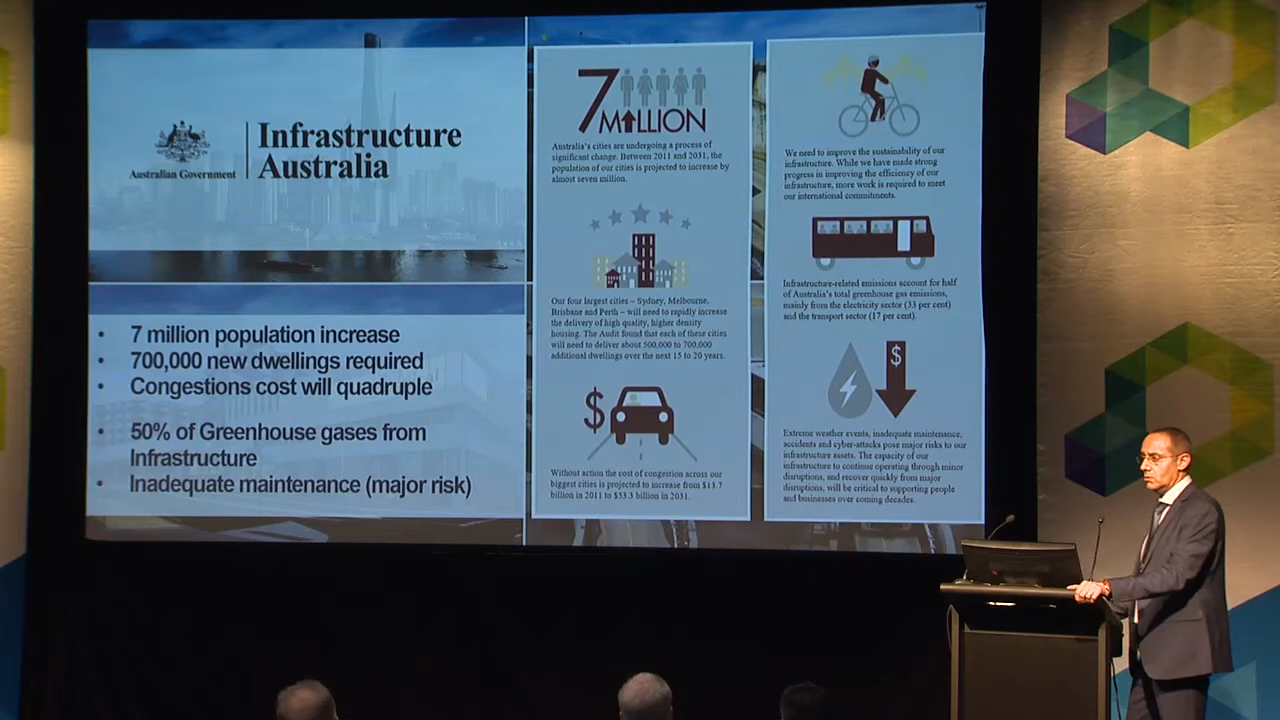 Australian Government
Infrastructure
Australia
• 7 million population increase
• 700,000 new dwellings required
• Congestions cost will quadruple
• 50% of Greenhouse gases from
Infrastructure
• Inadequate maintenance (major risk)
7
MILLION
Australia's cities are undergoing a process of
significant change. Between 2011 and 2031, the
population of our cities is projected to increase by
almost seven million.
Our four largest cities – Sydney, Melbourne,
Brisbane and Perth – will need to rapidly increase
the delivery of high quality, higher density
housing. The Audit found that each of these cities
will need to deliver about 500,000 to 700,000
additional dwellings over the next 15 to 20 years.
$
Without action the cost of congestion across our
biggest cities is projected to increase from $13.7
billion in 2011 to $53.3 billion in 2031.
We need to improve the sustainability of our
infrastructure. While we have made strong
progress in improving the efficiency of our
infrastructure, more work is required to meet
our international commitments.
Infrastructure-related emissions account for half
of Australia's total greenhouse gas emissions,
mainly from the electricity sector (33 per cent)
and the transport sector (17 per cent).
$
Extreme weather events, inadequate maintenance,
accidents and cyber-attacks pose major risks to our
infrastructure assets. The capacity of our
infrastructure to continue operating through minor
disruptions, and recover quickly from major
disruptions, will be critical to supporting people
and businesses over coming decades.